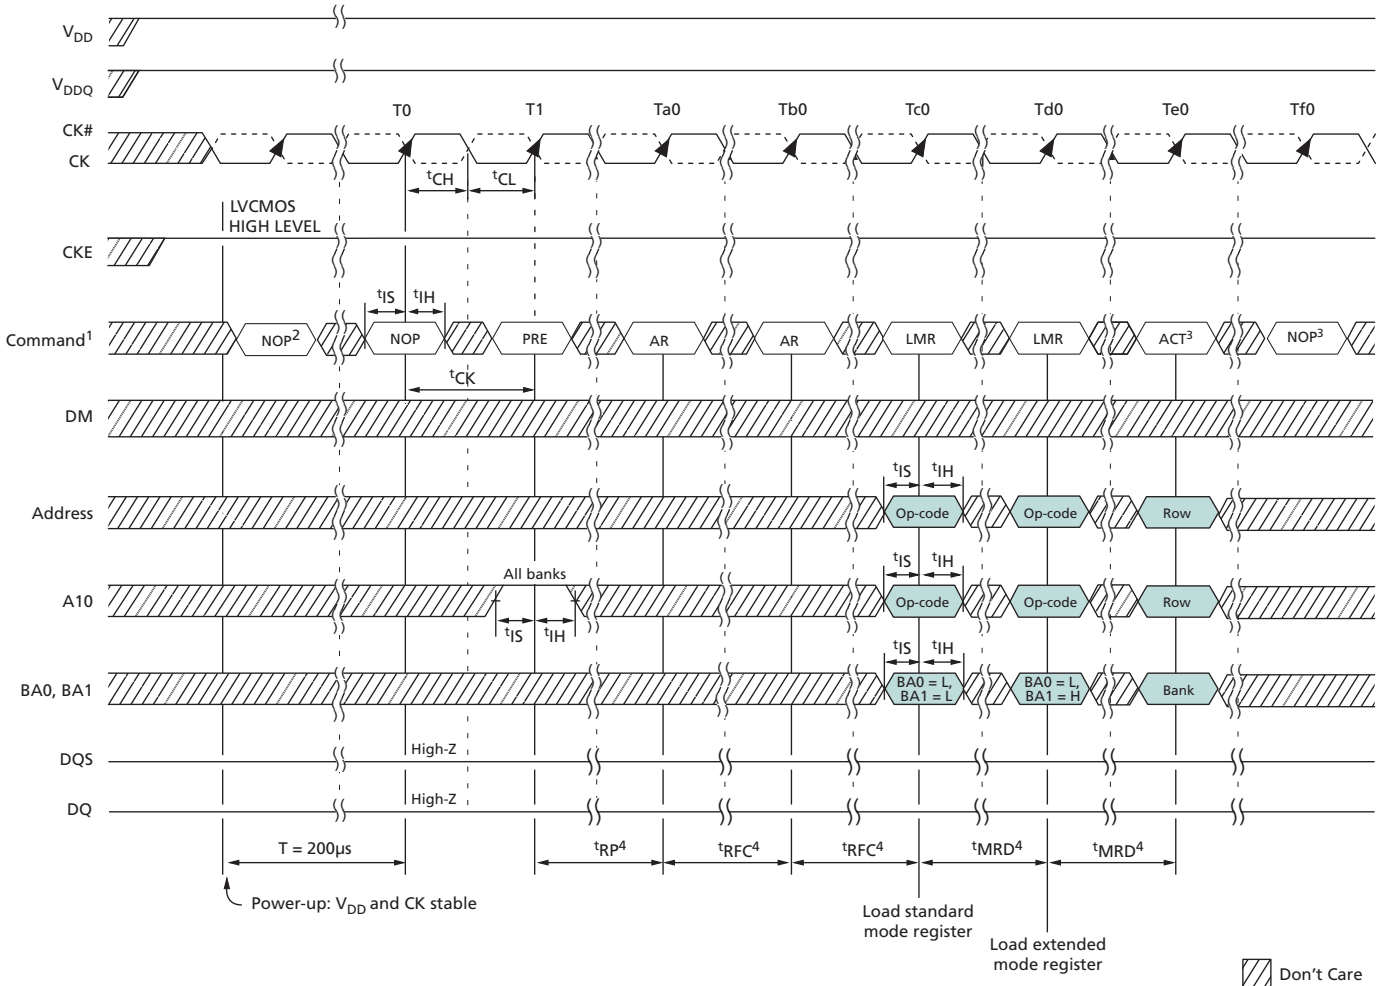 VDD
VDDQ
T0 T1 Ta0 Tb0 Tc0 Td0 Te0 Tf0
CK#
CK
tCH tCL
LVCMOS
HIGH LEVEL
CKE
tIS tIH
Command1 NOP2 NOP PRE AR AR LMR LMR ACT3 NOP3
tCK
DM
tIS tIH
Address Op-code Op-code Row
All banks tIS tIH
A10 Op-code Op-code Row
tIS tIH
tIS tIH
BA0, BA1 BA0 = L, BA1 = L BA0 = L, BA1 = H Bank
High-Z
DQS
High-Z
DQ
T = 200µs tRP4 tRFC4 tRFC4 tMRD4 tMRD4
Power-up: VDD and CK stable
Load standard
mode register
Load extended
mode register
Don't Care